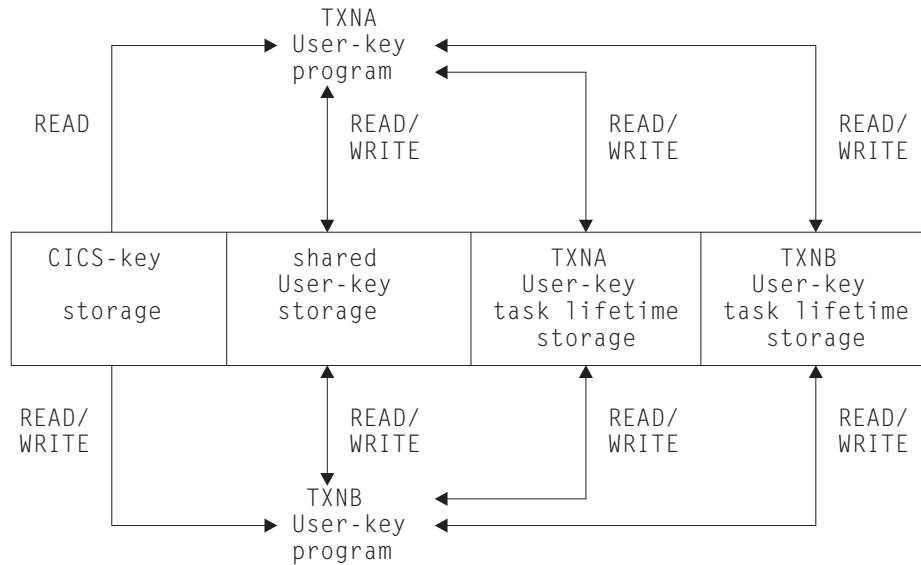 TXNA
User-key
program
READ
READ/
WRITE
READ/
WRITE
READ/
WRITE
CICS-key
storage
shared
User-key
storage
TXNA
User-key
task lifetime
storage
TXNB
User-key
task lifetime
storage
READ/
WRITE
READ/
WRITE
READ/
WRITE
READ/
WRITE
TXNB
User-key
program